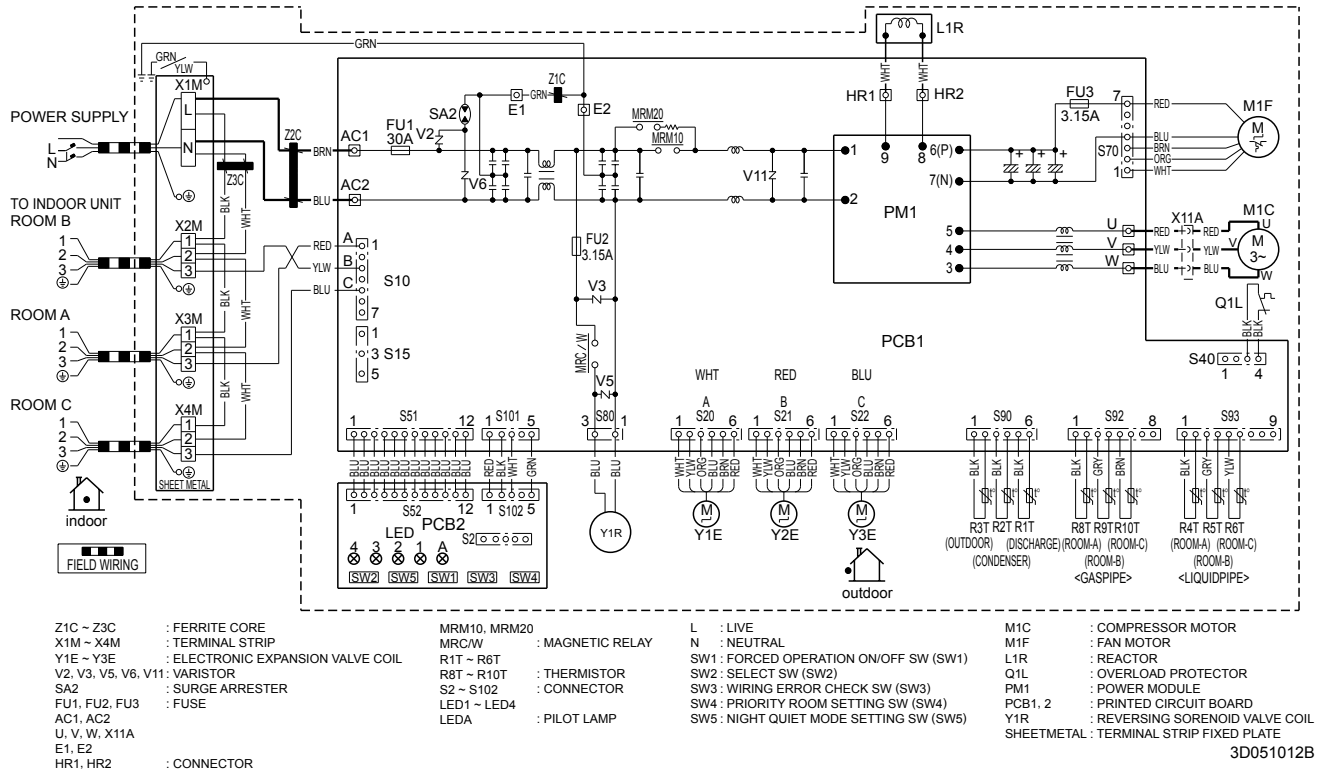 GRN
L1R
GRN
YLW
X1M
POWER SUPPLY
L
N
L
N
Z2C
Z3C
BRN
BLU
AC1
AC2
FU1
30A
V2
SA2
E1
GRN
Z1C
E2
V6
MRM20
MRM10
V11
WHT
WHT
HR1
HR2
9
8
1
2
6(P)
7(N)
PM1
5
4
3
FU3
3.15A
7
S70
1
RED
BLU
BRN
ORG
WHT
M1F
M
U
V
W
RED
YLW
BLU
X11A
RED
YLW
BLU
M1C
U
V
M
3~
W
Q1L
BLK
BLK
S40
1 4
TO INDOOR UNIT
ROOM B
1
2
3
X2M
1
2
3
BLK
WHT
RED
YLW
BLU
A
B
C
1
S10
7
1
3 S15
5
FU2
3.15A
V3
MRC/W
V5
PCB1
ROOM A
1
2
3
X3M
1
2
3
BLK
WHT
ROOM C
1
2
3
X4M
1
2
3
BLK
WHT
SHEET METAL
indoor
FIELD WIRING
1 S51 12
1 S101 5
3 S80 1
WHT
A
1 S20 6
RED
B
1 S21 6
BLU
C
1 S22 6
1 S90 6
1 S92 8
1 S93 9
BLU BLU BLU BLU BLU BLU BLU BLU BLU BLU BLU BLU
RED BLK WHT GRN
BLU BLU
WHT YLW ORG BLU BRN RED
WHT YLW ORG BLU BRN RED
WHT YLW ORG BLU BRN RED
BLK BLK BLK
BLK GRY BRN
BLK GRY YLW
1 S52 12
1 S102 5
PCB2
LED
4 3 2 1 A
S2
SW2 SW5 SW1 SW3 SW4
Y1R
M
Y1E
M
Y2E
M
Y3E
outdoor
t° t° t° t° t° t° t° t° t°
R3T R2T R1T
(OUTDOOR) (DISCHARGE)
(CONDENSER)
R8T R9T R10T
(ROOM-A) (ROOM-C)
(ROOM-B)
<GASPIPE>
R4T R5T R6T
(ROOM-A) (ROOM-C)
(ROOM-B)
<LIQUIDPIPE>
Z1C ~ Z3C : FERRITE CORE
X1M ~ X4M : TERMINAL STRIP
Y1E ~ Y3E : ELECTRONIC EXPANSION VALVE COIL
V2, V3, V5, V6, V11 : VARISTOR
SA2 : SURGE ARRESTER
FU1, FU2, FU3 : FUSE
AC1, AC2
U, V, W, X11A
E1, E2
HR1, HR2 : CONNECTOR
MRM10, MRM20
MRC/W : MAGNETIC RELAY
R1T ~ R6T
R8T ~ R10T : THERMISTOR
S2 ~ S102 : CONNECTOR
LED1 ~ LED4
LEDA : PILOT LAMP
L : LIVE
N : NEUTRAL
SW1 : FORCED OPERATION ON/OFF SW (SW1)
SW2 : SELECT SW (SW2)
SW3 : WIRING ERROR CHECK SW (SW3)
SW4 : PRIORITY ROOM SETTING SW (SW4)
SW5 : NIGHT QUIET MODE SETTING SW (SW5)
M1C : COMPRESSOR MOTOR
M1F : FAN MOTOR
L1R : REACTOR
Q1L : OVERLOAD PROTECTOR
PM1 : POWER MODULE
PCB1, 2 : PRINTED CIRCUIT BOARD
Y1R : REVERSING SORENOID VALVE COIL
SHEETMETAL : TERMINAL STRIP FIXED PLATE
3D051012B